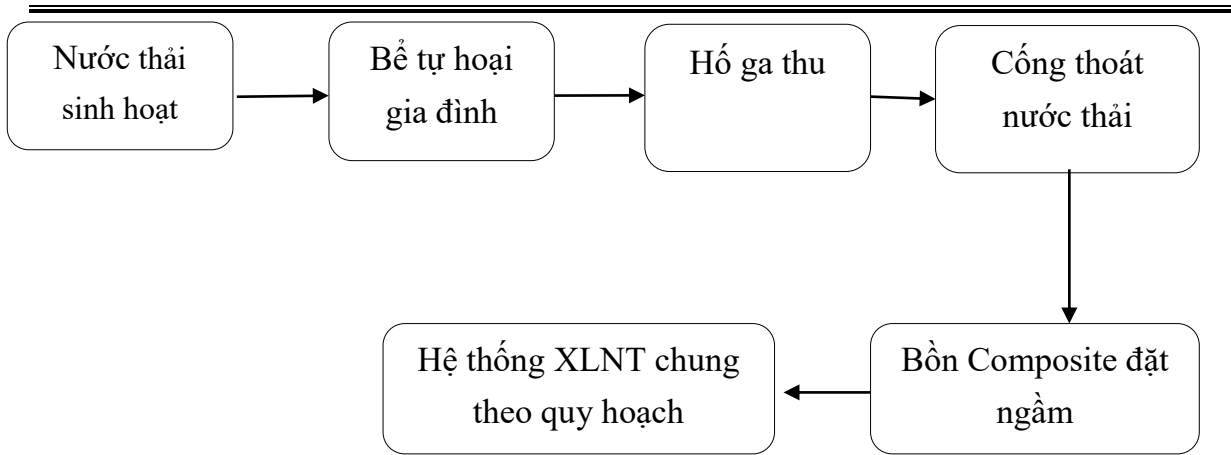 Nước thải
sinh hoạt
Bể tự hoại
gia đình
Hố ga thu
Cống thoát
nước thải
Bồn Composite đặt
ngầm
Hệ thống XLNT chung
theo quy hoạch